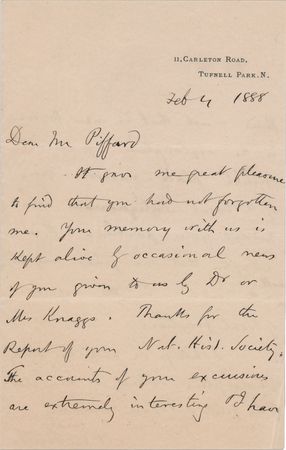 11, CARLETON ROAD,
TUFNELL PARK. N.
Feb 4 1888
Dear Mr Piffard
It gave me great pleasure
to find that you had not forgotten
me. Your memory with us is
kept alive by occasional news
of you given to us by Dr or
Mrs Knaggs. Thanks for the
Report of your Nat. Hist. Society.
The accounts of your excursions
are extremely interesting & I have